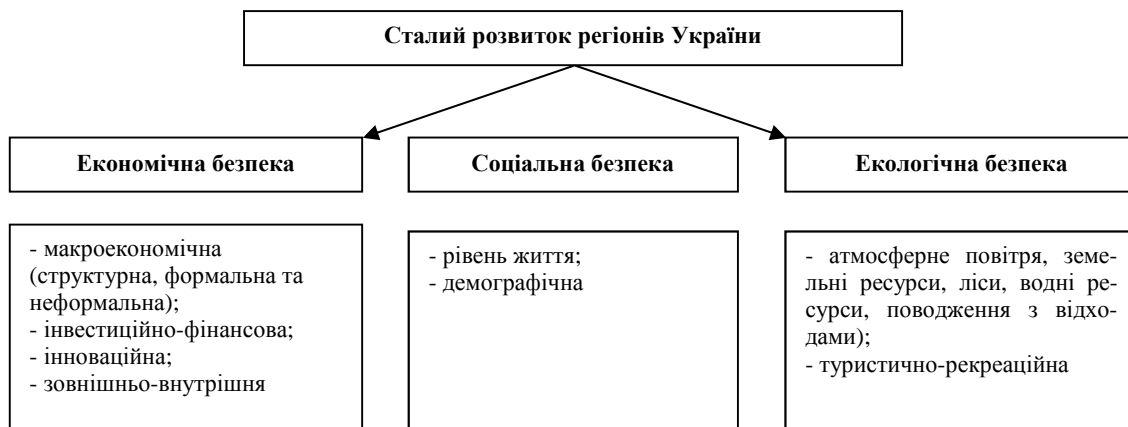 Сталий розвиток регіонів України
Економічна безпека
Соціальна безпека
Екологічна безпека
- макроекономічна
(структурна, формальна та
неформальна);
- інвестиційно-фінансова;
- інноваційна;
- зовнішньо-внутрішня
- рівень життя;
- демографічна
- атмосферне повітря, земе-
льні ресурси, ліси, водні ре-
сурси, поводження з відхо-
дами);
- туристично-рекреаційна